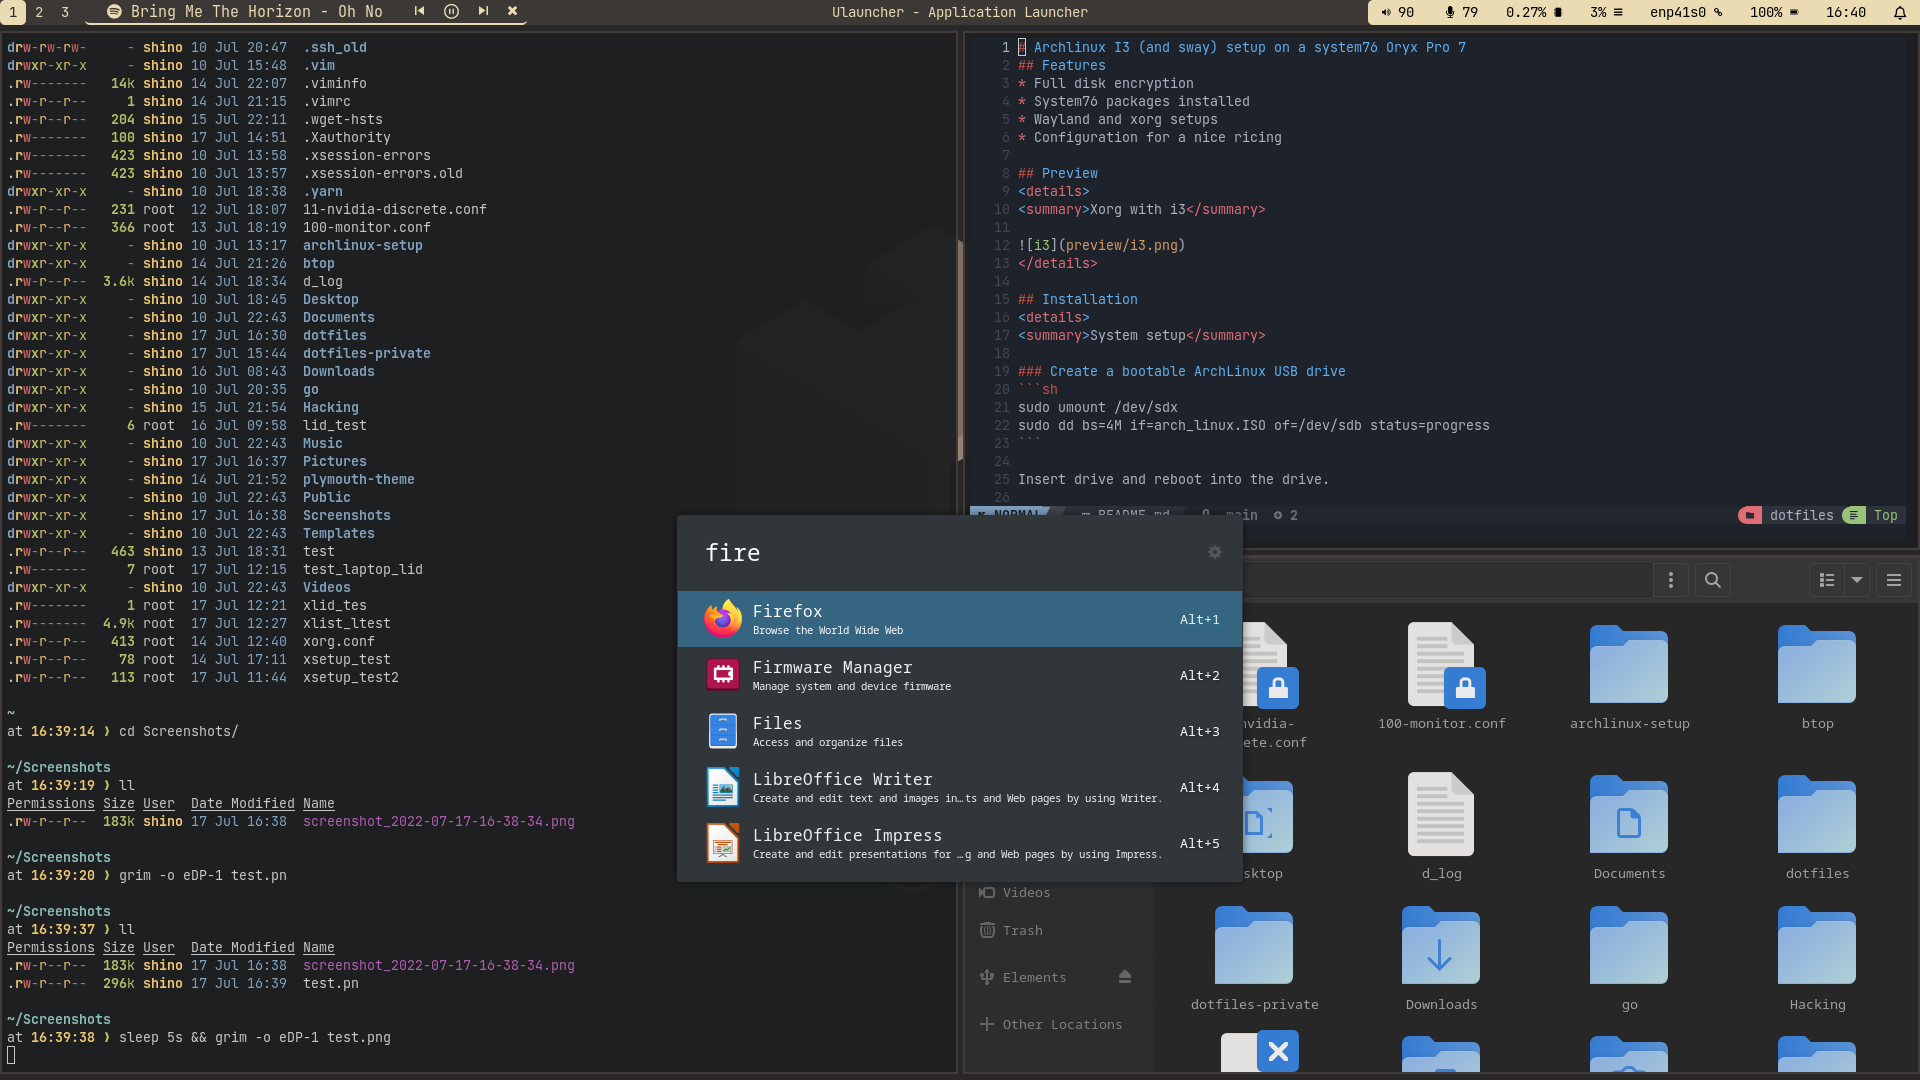 1 2 3 Bring Me The Horizon - Oh No
Ulauncher - Application Launcher
90 79 0.27% 3% enp41s0 100% 16:40
drw-rw-rw- - shino 10 Jul 20:47 .ssh_old
drwxr-xr-x - shino 10 Jul 15:48 .vim
.rw------- 14k shino 14 Jul 22:07 .viminfo
.rw-r--r-- 1 shino 14 Jul 21:15 .vimrc
.rw-r--r-- 204 shino 15 Jul 22:11 .wget-hsts
.rw------- 100 shino 17 Jul 14:51 .Xauthority
.rw------- 423 shino 10 Jul 13:58 .xsession-errors
.rw------- 423 shino 10 Jul 13:57 .xsession-errors.old
drwxr-xr-x - shino 10 Jul 18:38 .yarn
.rw-r--r-- 231 root 12 Jul 18:07 11-nvidia-discrete.conf
.rw-r--r-- 366 root 13 Jul 18:19 100-monitor.conf
drwxr-xr-x - shino 10 Jul 13:17 archlinux-setup
drwxr-xr-x - shino 14 Jul 21:26 btop
.rw-r--r-- 3.6k shino 14 Jul 18:34 d_log
drwxr-xr-x - shino 10 Jul 18:45 Desktop
drwxr-xr-x - shino 10 Jul 22:43 Documents
drwxr-xr-x - shino 17 Jul 16:30 dotfiles
drwxr-xr-x - shino 17 Jul 15:44 dotfiles-private
drwxr-xr-x - shino 16 Jul 08:43 Downloads
drwxr-xr-x - shino 10 Jul 20:35 go
drwxr-xr-x - shino 15 Jul 21:54 Hacking
.rw------- 6 root 16 Jul 09:58 lid_test
drwxr-xr-x - shino 10 Jul 22:43 Music
drwxr-xr-x - shino 17 Jul 16:37 Pictures
drwxr-xr-x - shino 14 Jul 21:52 plymouth-theme
drwxr-xr-x - shino 10 Jul 22:43 Public
drwxr-xr-x - shino 17 Jul 16:38 Screenshots
drwxr-xr-x - shino 10 Jul 22:43 Templates
.rw-r--r-- 463 shino 13 Jul 18:31 test
.rw------- 7 root 17 Jul 12:15 test_laptop_lid
drwxr-xr-x - shino 10 Jul 22:43 Videos
.rw------- 1 root 17 Jul 12:21 xlid_tes
.rw------- 4.9k root 17 Jul 12:27 xlist_ltest
.rw-r--r-- 413 root 14 Jul 12:40 xorg.conf
.rw-r--r-- 78 root 14 Jul 17:11 xsetup_test
.rw-r--r-- 113 root 17 Jul 11:44 xsetup_test2
~
at 16:39:14 ❯ cd Screenshots/
~/Screenshots
at 16:39:19 ❯ ll
Permissions Size User Date Modified Name
.rw-r--r-- 183k shino 17 Jul 16:38 screenshot_2022-07-17-16-38-34.png
~/Screenshots
at 16:39:20 ❯ grim -o eDP-1 test.pn
~/Screenshots
at 16:39:37 ❯ ll
Permissions Size User Date Modified Name
.rw-r--r-- 183k shino 17 Jul 16:38 screenshot_2022-07-17-16-38-34.png
.rw-r--r-- 296k shino 17 Jul 16:39 test.pn
~/Screenshots
at 16:39:38 ❯ sleep 5s && grim -o eDP-1 test.png
1 # Archlinux I3 (and sway) setup on a system76 Oryx Pro 7
2 ## Features
3 * Full disk encryption
4 * System76 packages installed
5 * Wayland and xorg setups
6 * Configuration for a nice ricing
7
8 ## Preview
9 <details>
10 <summary>Xorg with i3</summary>
11
12 ![i3](preview/i3.png)
13 </details>
14
15 ## Installation
16 <details>
17 <summary>System setup</summary>
18
19 ### Create a bootable ArchLinux USB drive
20 ```sh
21 sudo umount /dev/sdx
22 sudo dd bs=4M if=arch_linux.ISO of=/dev/sdb status=progress
23 ```
24
25 Insert drive and reboot into the drive.
26
NORMAL README.md main 2 dotfiles Top
fire
Firefox
Browse the World Wide Web
Alt+1
Firmware Manager
Manage system and device firmware
Alt+2
Files
Access and organize files
Alt+3
LibreOffice Writer
Create and edit text and images in…ts and Web pages by using Writer.
Alt+4
LibreOffice Impress
Create and edit presentations for …g and Web pages by using Impress.
Alt+5
Videos
Trash
Elements
Other Locations
nvidia-
ete.conf
100-monitor.conf
archlinux-setup
btop
sktop
d_log
Documents
dotfiles
dotfiles-private
Downloads
go
Hacking